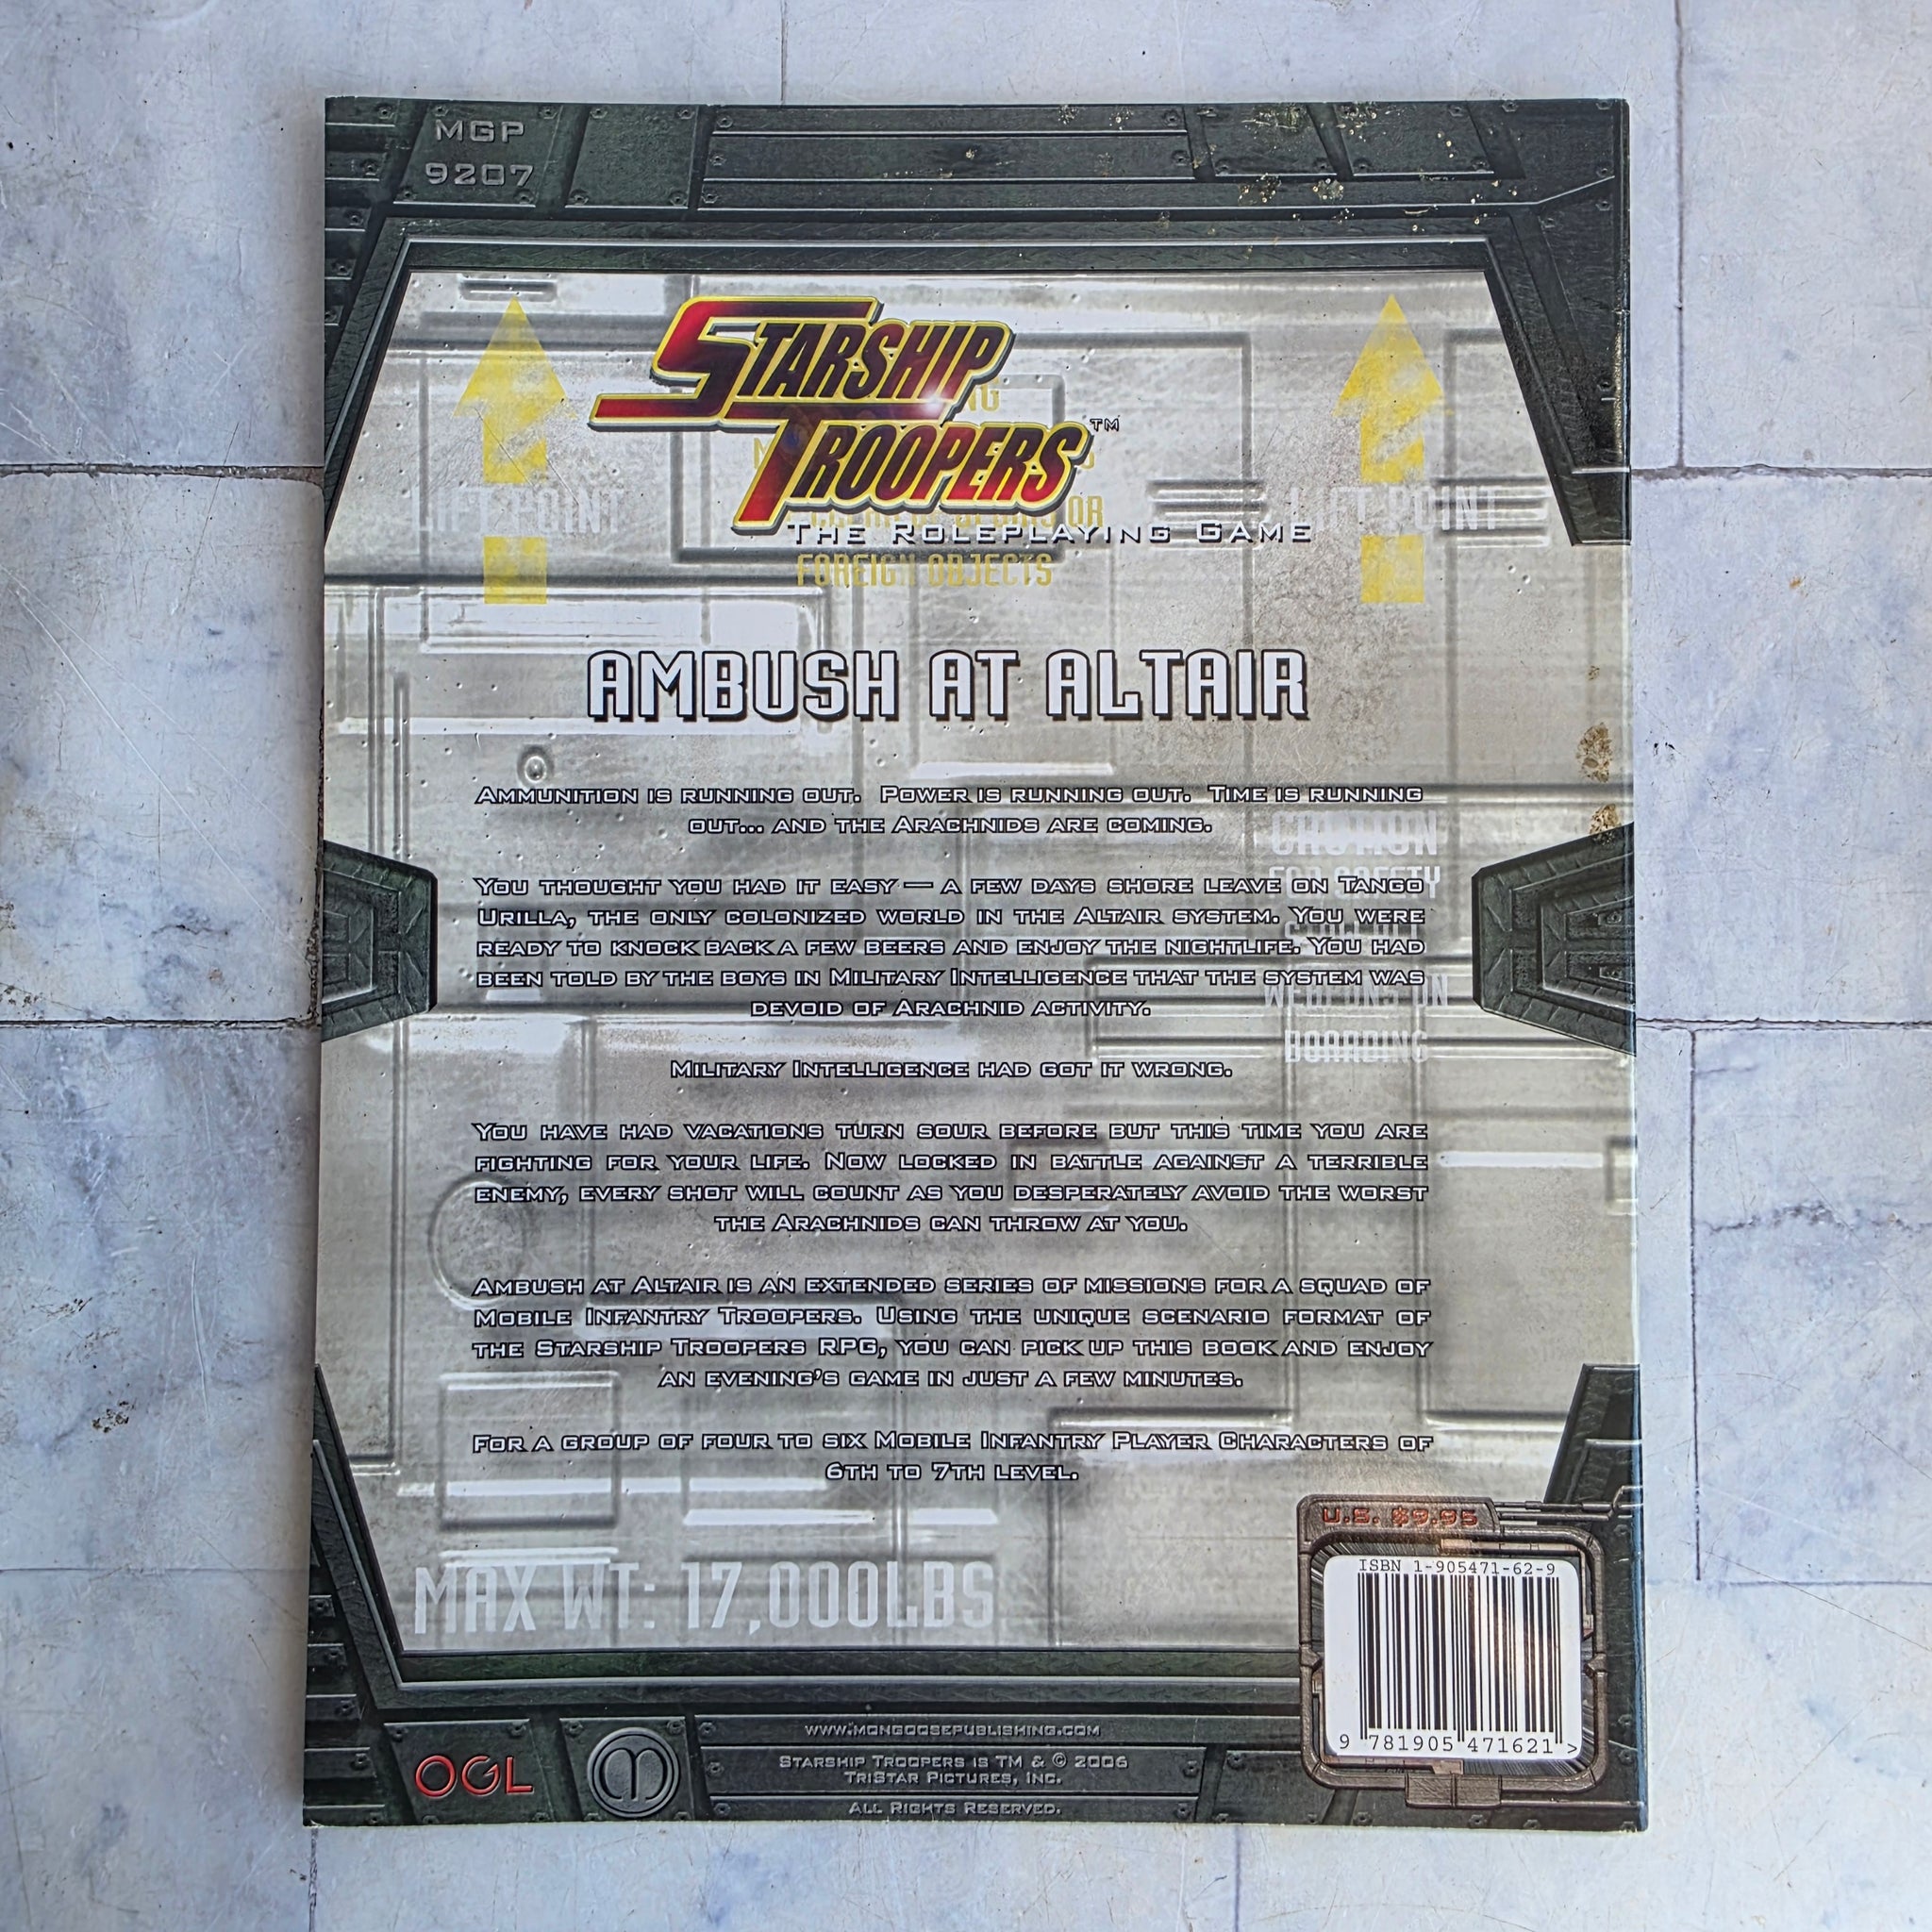 MGP
9207
STARSHIP
TROOPERS™
THE ROLEPLAYING GAME
LIFT POINT
LIFT POINT
FOREIGN OBJECTS
AMBUSH AT ALTAIR
AMMUNITION IS RUNNING OUT. POWER IS RUNNING OUT. TIME IS RUNNING
OUT... AND THE ARACHNIDS ARE COMING.
CAUTION
FOR SAFETY
YOU THOUGHT YOU HAD IT EASY — A FEW DAYS SHORE LEAVE ON TANGO
URILLA, THE ONLY COLONIZED WORLD IN THE ALTAIR SYSTEM. YOU WERE
READY TO KNOCK BACK A FEW BEERS AND ENJOY THE NIGHTLIFE. YOU HAD
BEEN TOLD BY THE BOYS IN MILITARY INTELLIGENCE THAT THE SYSTEM WAS
DEVOID OF ARACHNID ACTIVITY.
WEAPONS ON
BOARDING
MILITARY INTELLIGENCE HAD GOT IT WRONG.
YOU HAVE HAD VACATIONS TURN SOUR BEFORE BUT THIS TIME YOU ARE
FIGHTING FOR YOUR LIFE. NOW LOCKED IN BATTLE AGAINST A TERRIBLE
ENEMY, EVERY SHOT WILL COUNT AS YOU DESPERATELY AVOID THE WORST
THE ARACHNIDS CAN THROW AT YOU.
AMBUSH AT ALTAIR IS AN EXTENDED SERIES OF MISSIONS FOR A SQUAD OF
MOBILE INFANTRY TROOPERS. USING THE UNIQUE SCENARIO FORMAT OF
THE STARSHIP TROOPERS RPG, YOU CAN PICK UP THIS BOOK AND ENJOY
AN EVENING'S GAME IN JUST A FEW MINUTES.
FOR A GROUP OF FOUR TO SIX MOBILE INFANTRY PLAYER CHARACTERS OF
6TH TO 7TH LEVEL.
MAX WT: 17,000LBS
U.S. $9.95
ISBN 1-905471-62-9
9 781905 471621 >
OGL
WWW.MONGOOSEPUBLISHING.COM
STARSHIP TROOPERS IS TM & © 2006
TRISTAR PICTURES, INC.
ALL RIGHTS RESERVED.